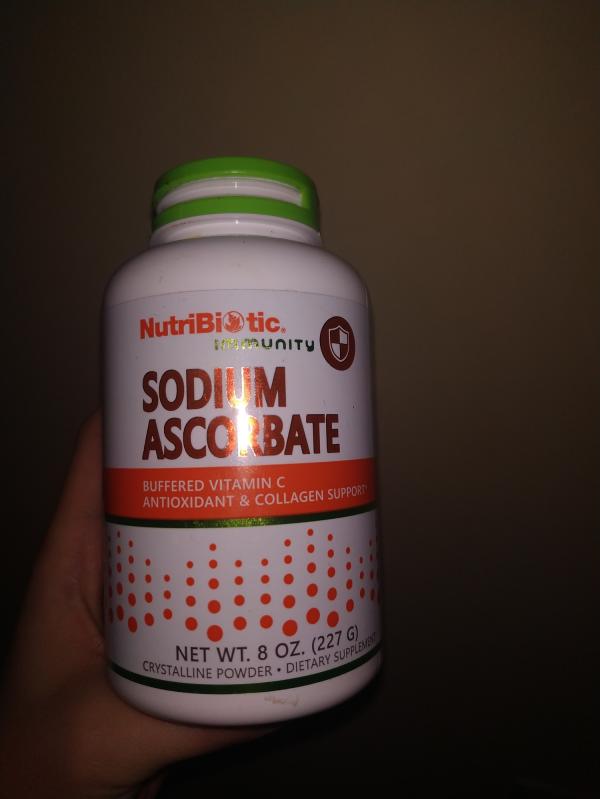 NutriBiotic®
immunity
SODIUM
ASCORBATE
BUFFERED VITAMIN C
ANTIOXIDANT & COLLAGEN SUPPORT*
NET WT. 8 OZ. (227 G)
CRYSTALLINE POWDER • DIETARY SUPPLEMENT